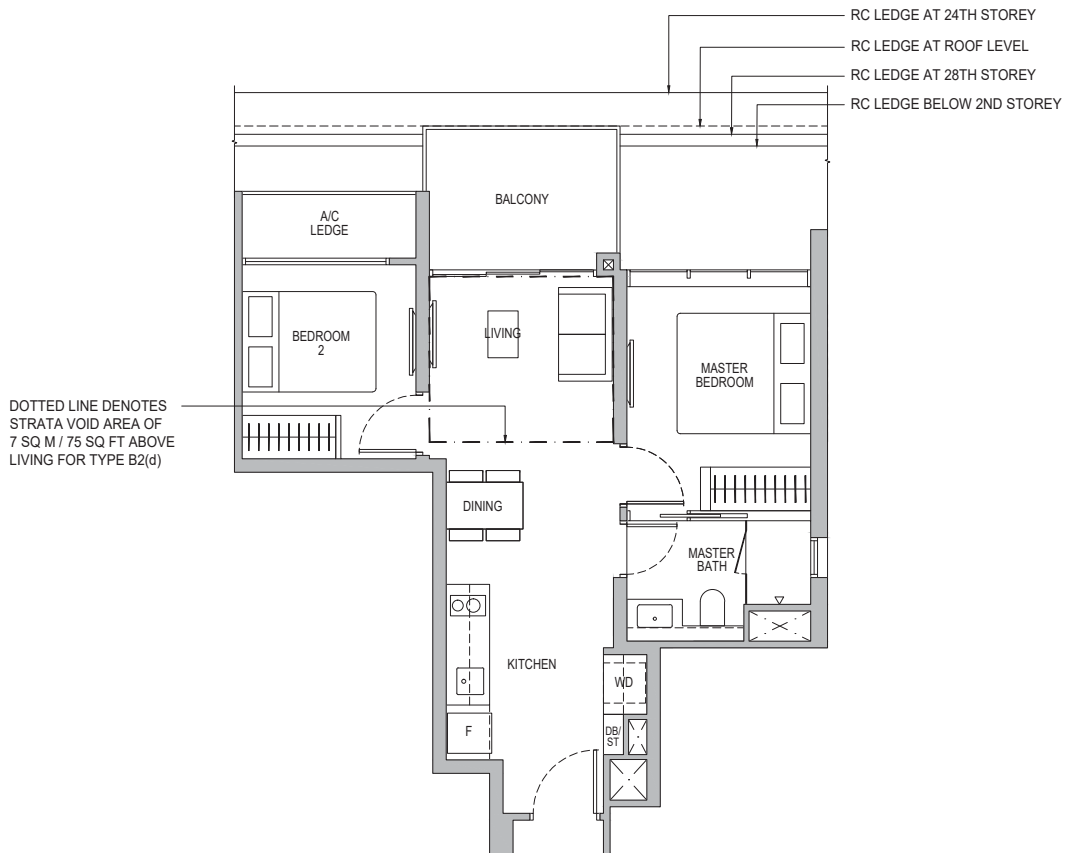 RC LEDGE AT 24TH STOREY
RC LEDGE AT ROOF LEVEL
RC LEDGE AT 28TH STOREY
RC LEDGE BELOW 2ND STOREY
BALCONY
A/C
LEDGE
BEDROOM
2
LIVING
MASTER
BEDROOM
DOTTED LINE DENOTES
STRATA VOID AREA OF
7 SQ M / 75 SQ FT ABOVE
LIVING FOR TYPE B2(d)
DINING
MASTER
BATH
KITCHEN
WD
F
DB/
ST